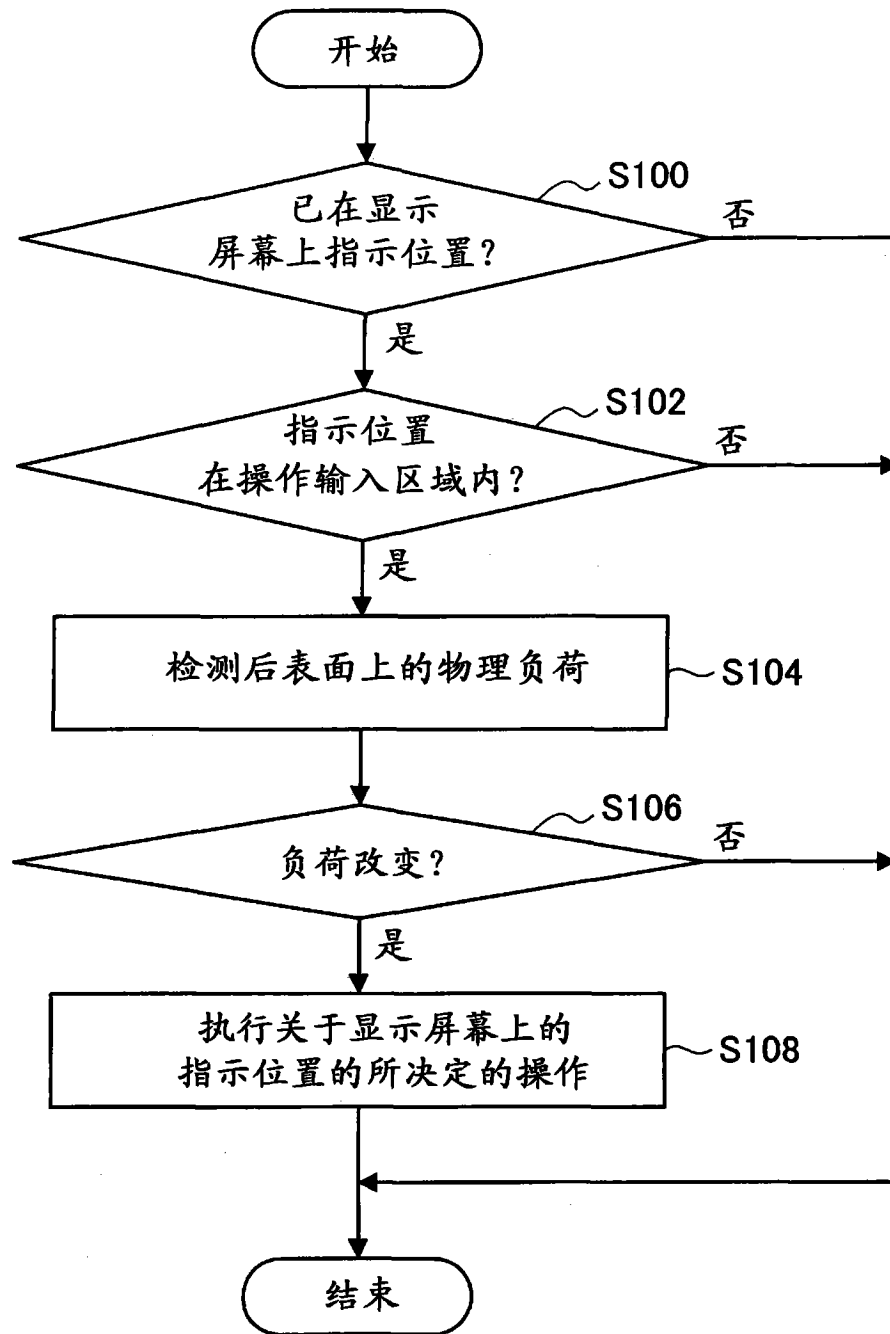 开始
S100
已在显示
屏幕上指示位置?
否
是
S102
指示位置
在操作输入区域内?
否
是
检测后表面上的物理负荷
S104
S106
负荷改变?
否
是
执行关于显示屏幕上的
指示位置的所决定的操作
S108
结束